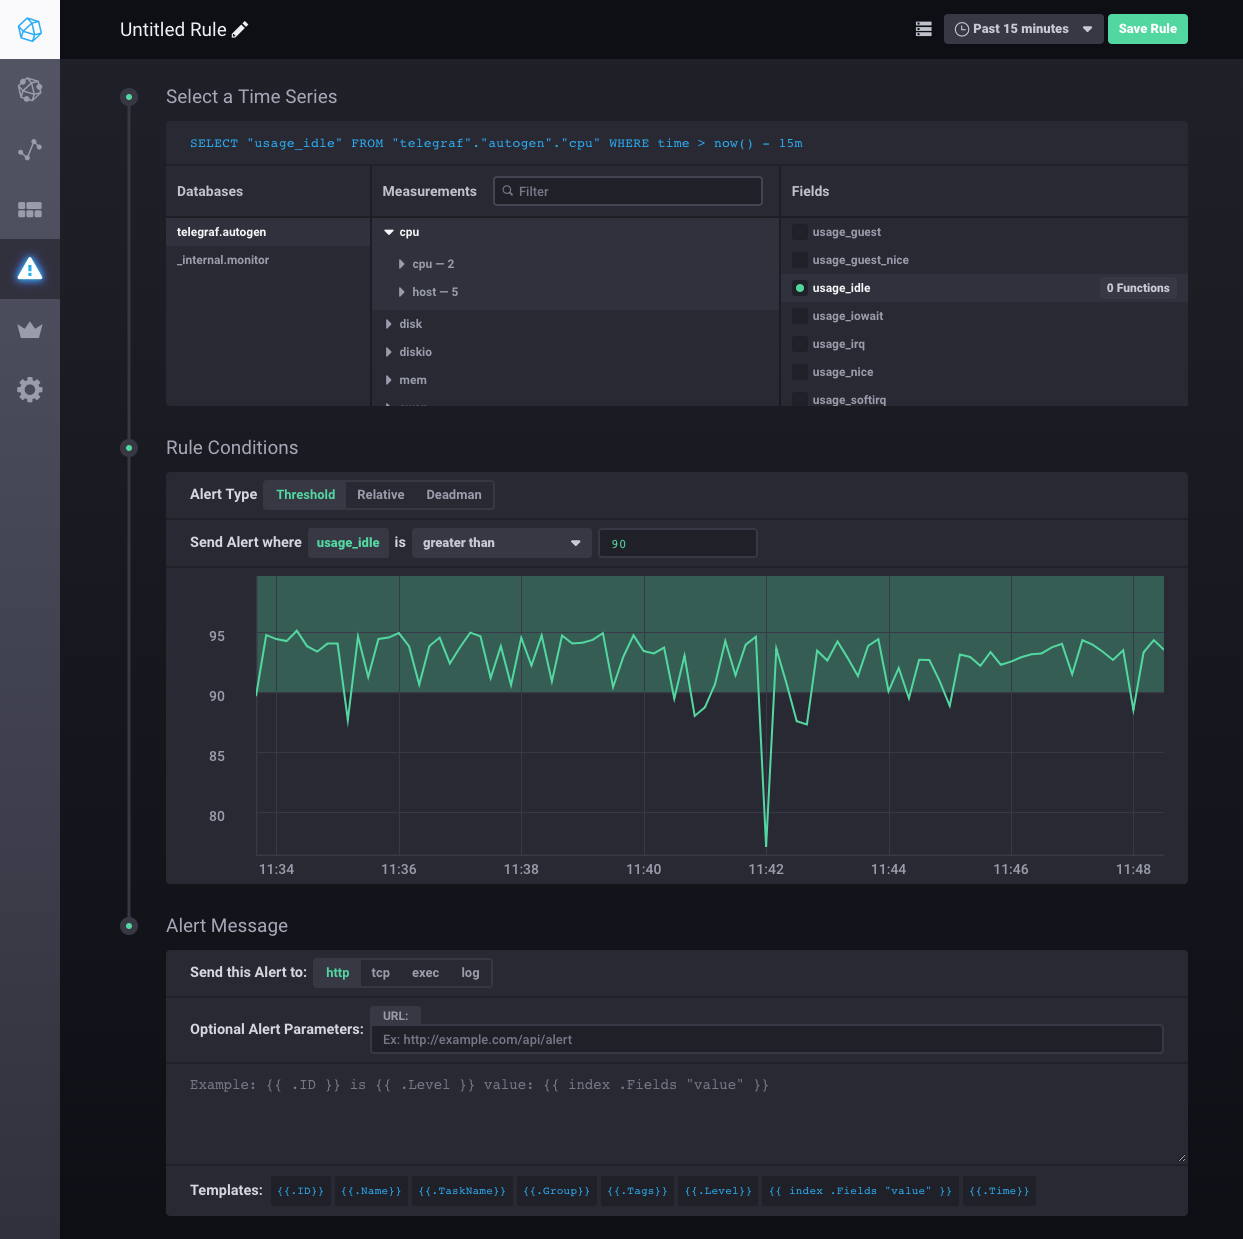 Untitled Rule
Past 15 minutes
Save Rule
Select a Time Series
SELECT "usage_idle" FROM "telegraf"."autogen"."cpu" WHERE time > now() - 15m
Databases
Measurements
Filter
Fields
telegraf.autogen
_internal.monitor
cpu
cpu — 2
host — 5
disk
diskio
mem
usage_guest
usage_guest_nice
usage_idle
0 Functions
usage_iowait
usage_irq
usage_nice
usage_softirq
Rule Conditions
Alert Type
Threshold
Relative
Deadman
Send Alert where usage_idle is greater than 90
95
90
85
80
11:34 11:36 11:38 11:40 11:42 11:44 11:46 11:48
Alert Message
Send this Alert to: http tcp exec log
URL:
Optional Alert Parameters:
Ex: http://example.com/api/alert
Example: {{ .ID }} is {{ .Level }} value: {{ index .Fields "value" }}
Templates: {{.ID}} {{.Name}} {{.TaskName}} {{.Group}} {{.Tags}} {{.Level}} {{ index .Fields "value" }} {{.Time}}